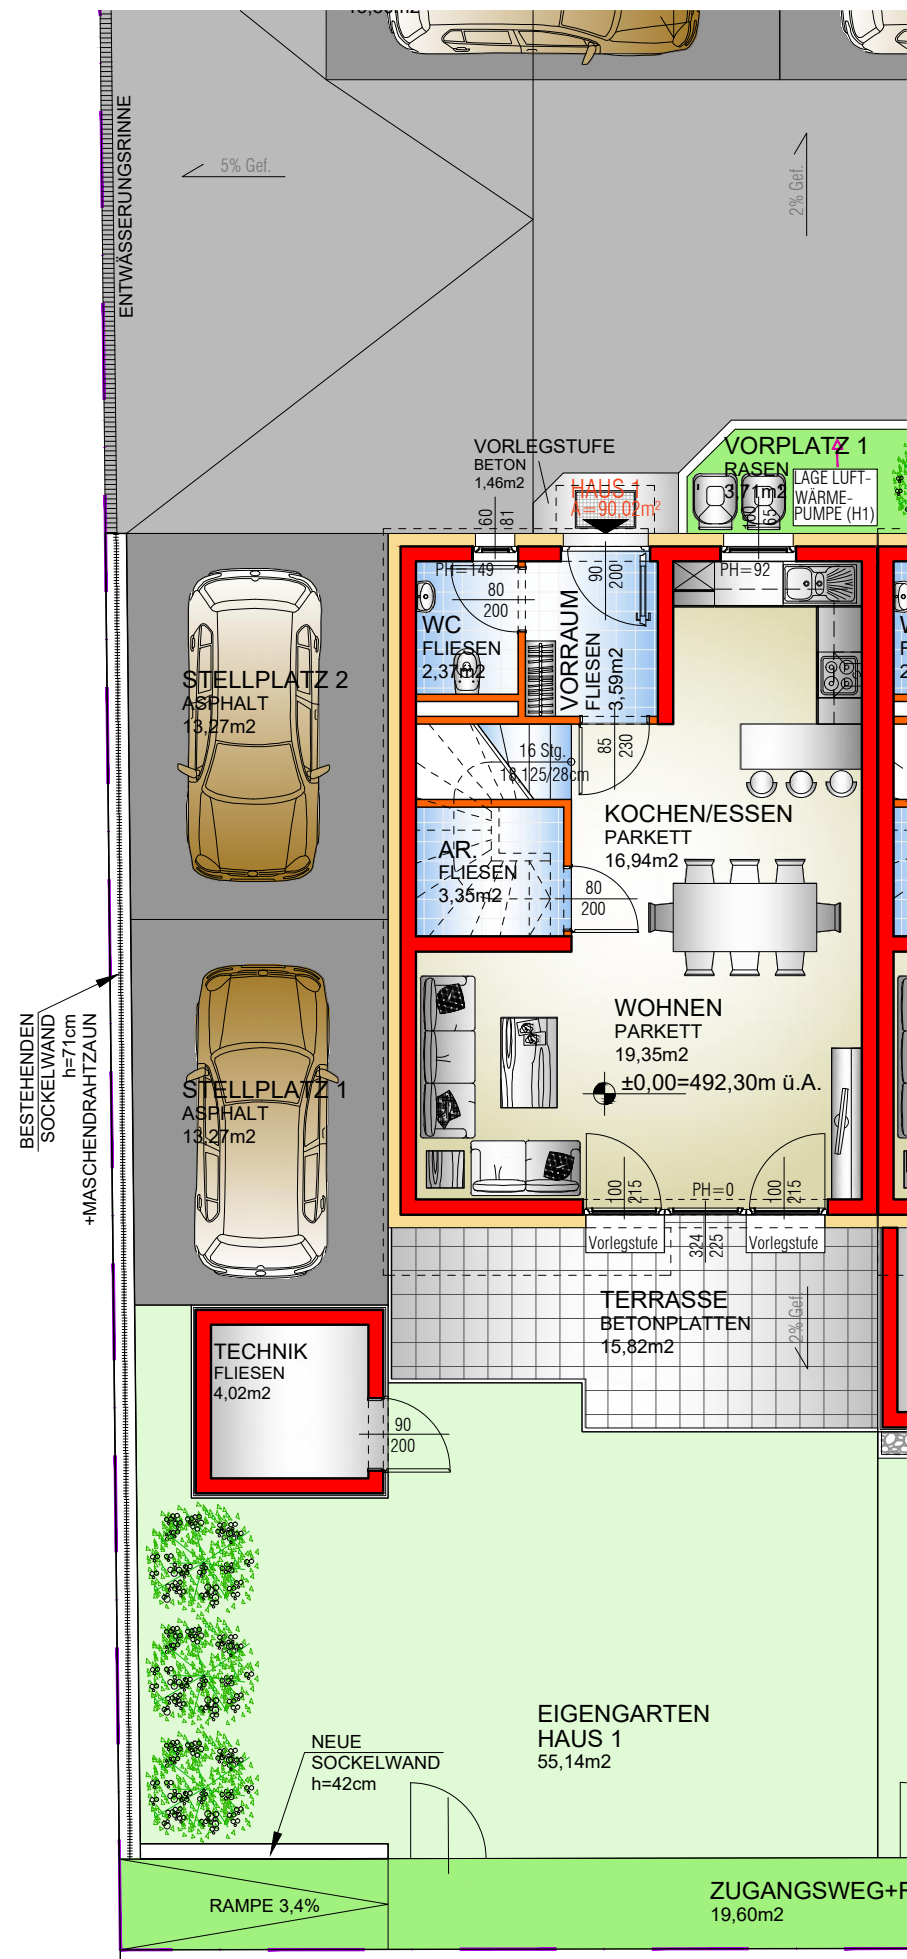 ENTWÄSSERUNGSRINNE
5% Gef.
2% Gef.
VORLEGSTUFE
BETON
1,46m2
HAUS 1
A=90,02m²
VORPLATZ 1
RASEN
3,71m2
LAGE LUFT-
WÄRME-
PUMPE (H1)
60
81
PH=149
90
200
PH=92
80
200
WC
FLIESEN
2,37m2
VORRAUM
FLIESEN
3,59m2
STELLPLATZ 2
ASPHALT
13,27m2
16 Stg.
18,125/28cm
85
230
KOCHEN/ESSEN
PARKETT
16,94m2
AR.
FLIESEN
3,35m2
80
200
WOHNEN
PARKETT
19,35m2
±0,00=492,30m ü.A.
BESTEHENDEN
SOCKELWAND
h=71cm
+MASCHENDRAHTZAUN
STELLPLATZ 1
ASPHALT
13,27m2
100
215
PH=0
100
215
Vorlegstufe
324
225
Vorlegstufe
TERRASSE
BETONPLATTEN
15,82m2
2% Gef.
TECHNIK
FLIESEN
4,02m2
90
200
EIGENGARTEN
HAUS 1
55,14m2
NEUE
SOCKELWAND
h=42cm
RAMPE 3,4%
ZUGANGSWEG+
19,60m2